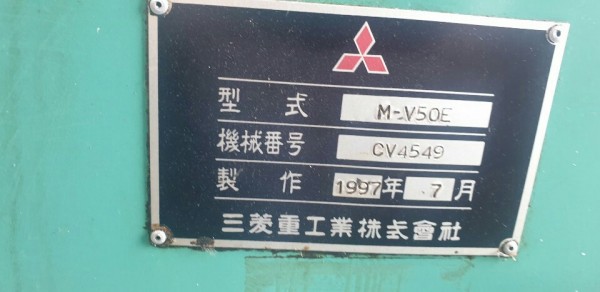 型式 M-V50E
機械番号 CV4549
製作 1997年 7月
三菱重工業株式會社